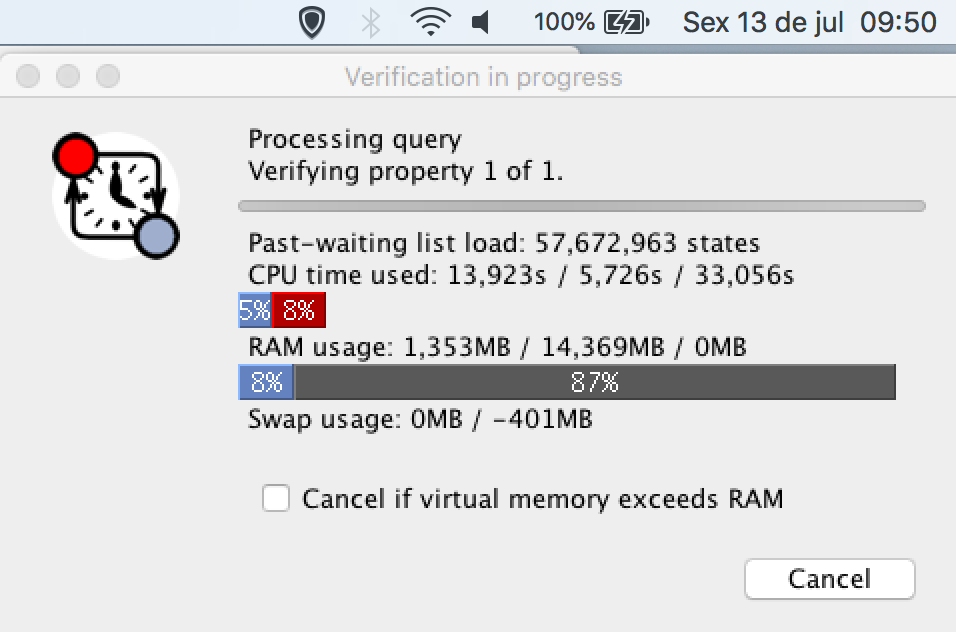 100% Sex 13 de jul 09:50
Verification in progress
Processing query
Verifying property 1 of 1.
Past-waiting list load: 57,672,963 states
CPU time used: 13,923s / 5,726s / 33,056s
5% 8%
RAM usage: 1,353MB / 14,369MB / 0MB
8% 87%
Swap usage: 0MB / -401MB
Cancel if virtual memory exceeds RAM
Cancel